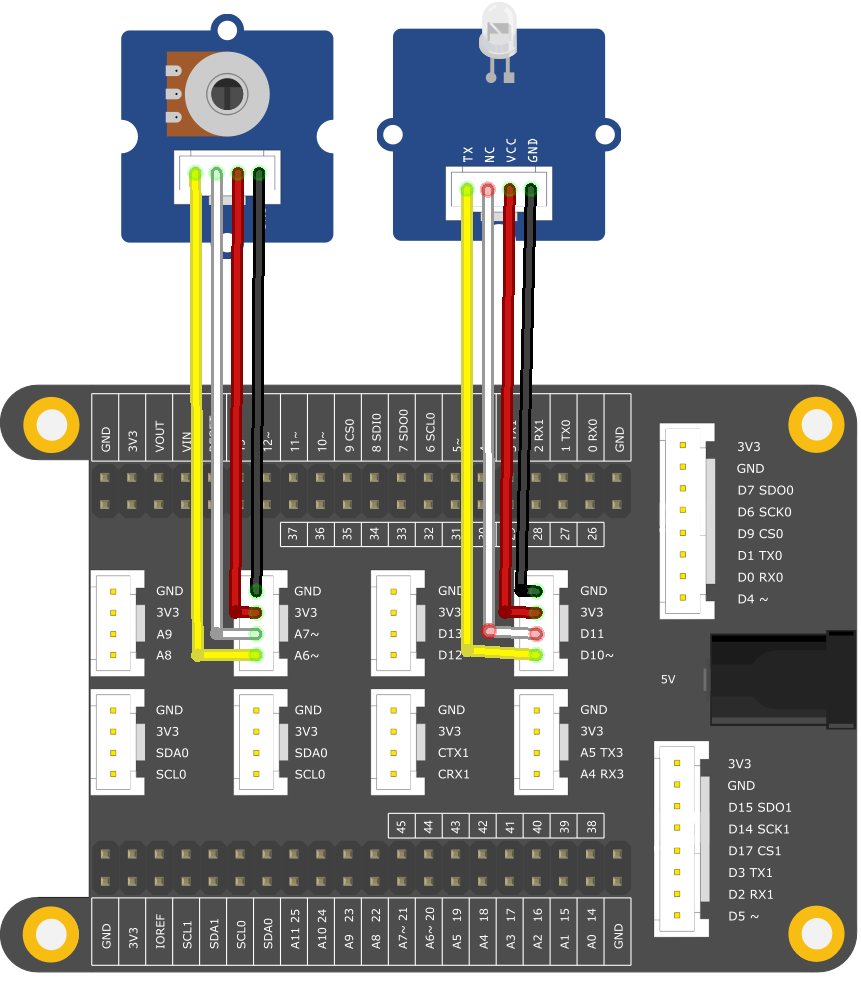 TX
NC
VCC
GND
GND
3V3
VOUT
VIN
12~
11~
10~
9 CS0
8 SDI0
7 SDO0
6 SCL0
5~
2 RX1
1 TX0
0 RX0
GND
37
36
35
34
33
32
31
28
27
26
3V3
GND
D7 SDO0
D6 SCK0
D9 CS0
D1 TX0
D0 RX0
D4 ~
GND
3V3
A9
A8
GND
3V3
A7~
A6~
GND
3V3
D13
D12
GND
3V3
D11
D10~
5V
GND
3V3
SDA0
SCL0
GND
3V3
SDA0
SCL0
GND
3V3
CTX1
CRX1
GND
3V3
A5 TX3
A4 RX3
3V3
GND
D15 SDO1
D14 SCK1
D17 CS1
D3 TX1
D2 RX1
D5 ~
45
44
43
42
41
40
39
38
GND
3V3
IOREF
SCL1
SDA1
SCL0
SDA0
A11 25
A10 24
A9 23
A8 22
A7~ 21
A6~ 20
A5 19
A4 18
A3 17
A2 16
A1 15
A0 14
GND